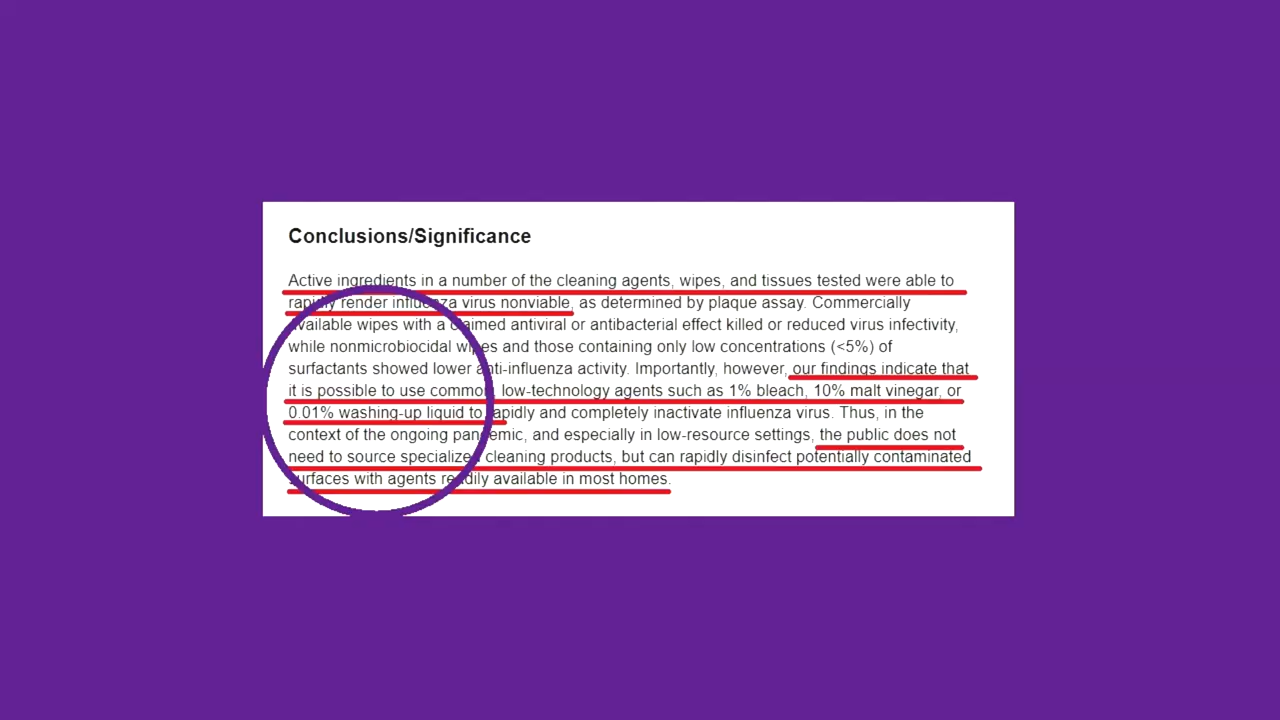 Conclusions/Significance
Active ingredients in a number of the cleaning agents, wipes, and tissues tested were able to
rapidly render influenza virus nonviable, as determined by plaque assay. Commercially
available wipes with a claimed antiviral or antibacterial effect killed or reduced virus infectivity,
while nonmicrobiocidal wipes and those containing only low concentrations (<5%) of
surfactants showed lower anti-influenza activity. Importantly, however, our findings indicate that
it is possible to use common, low-technology agents such as 1% bleach, 10% malt vinegar, or
0.01% washing-up liquid to rapidly and completely inactivate influenza virus. Thus, in the
context of the ongoing pandemic, and especially in low-resource settings, the public does not
need to source specialized cleaning products, but can rapidly disinfect potentially contaminated
surfaces with agents readily available in most homes.